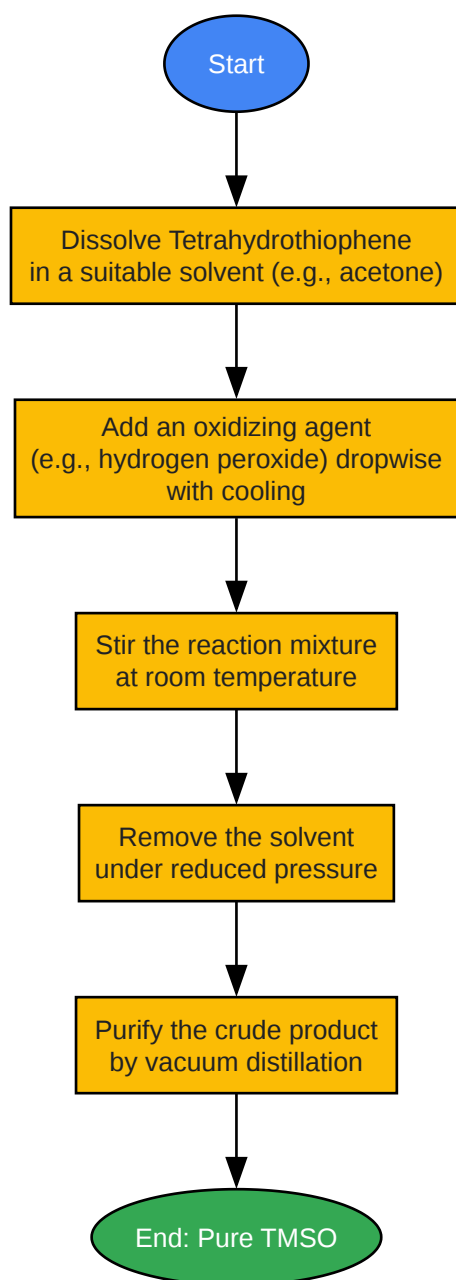 Start
Dissolve Tetrahydrothiophene
in a suitable solvent (e.g., acetone)
Add an oxidizing agent
(e.g., hydrogen peroxide) dropwise
with cooling
Stir the reaction mixture
at room temperature
Remove the solvent
under reduced pressure
Purify the crude product
by vacuum distillation
End: Pure TMSO